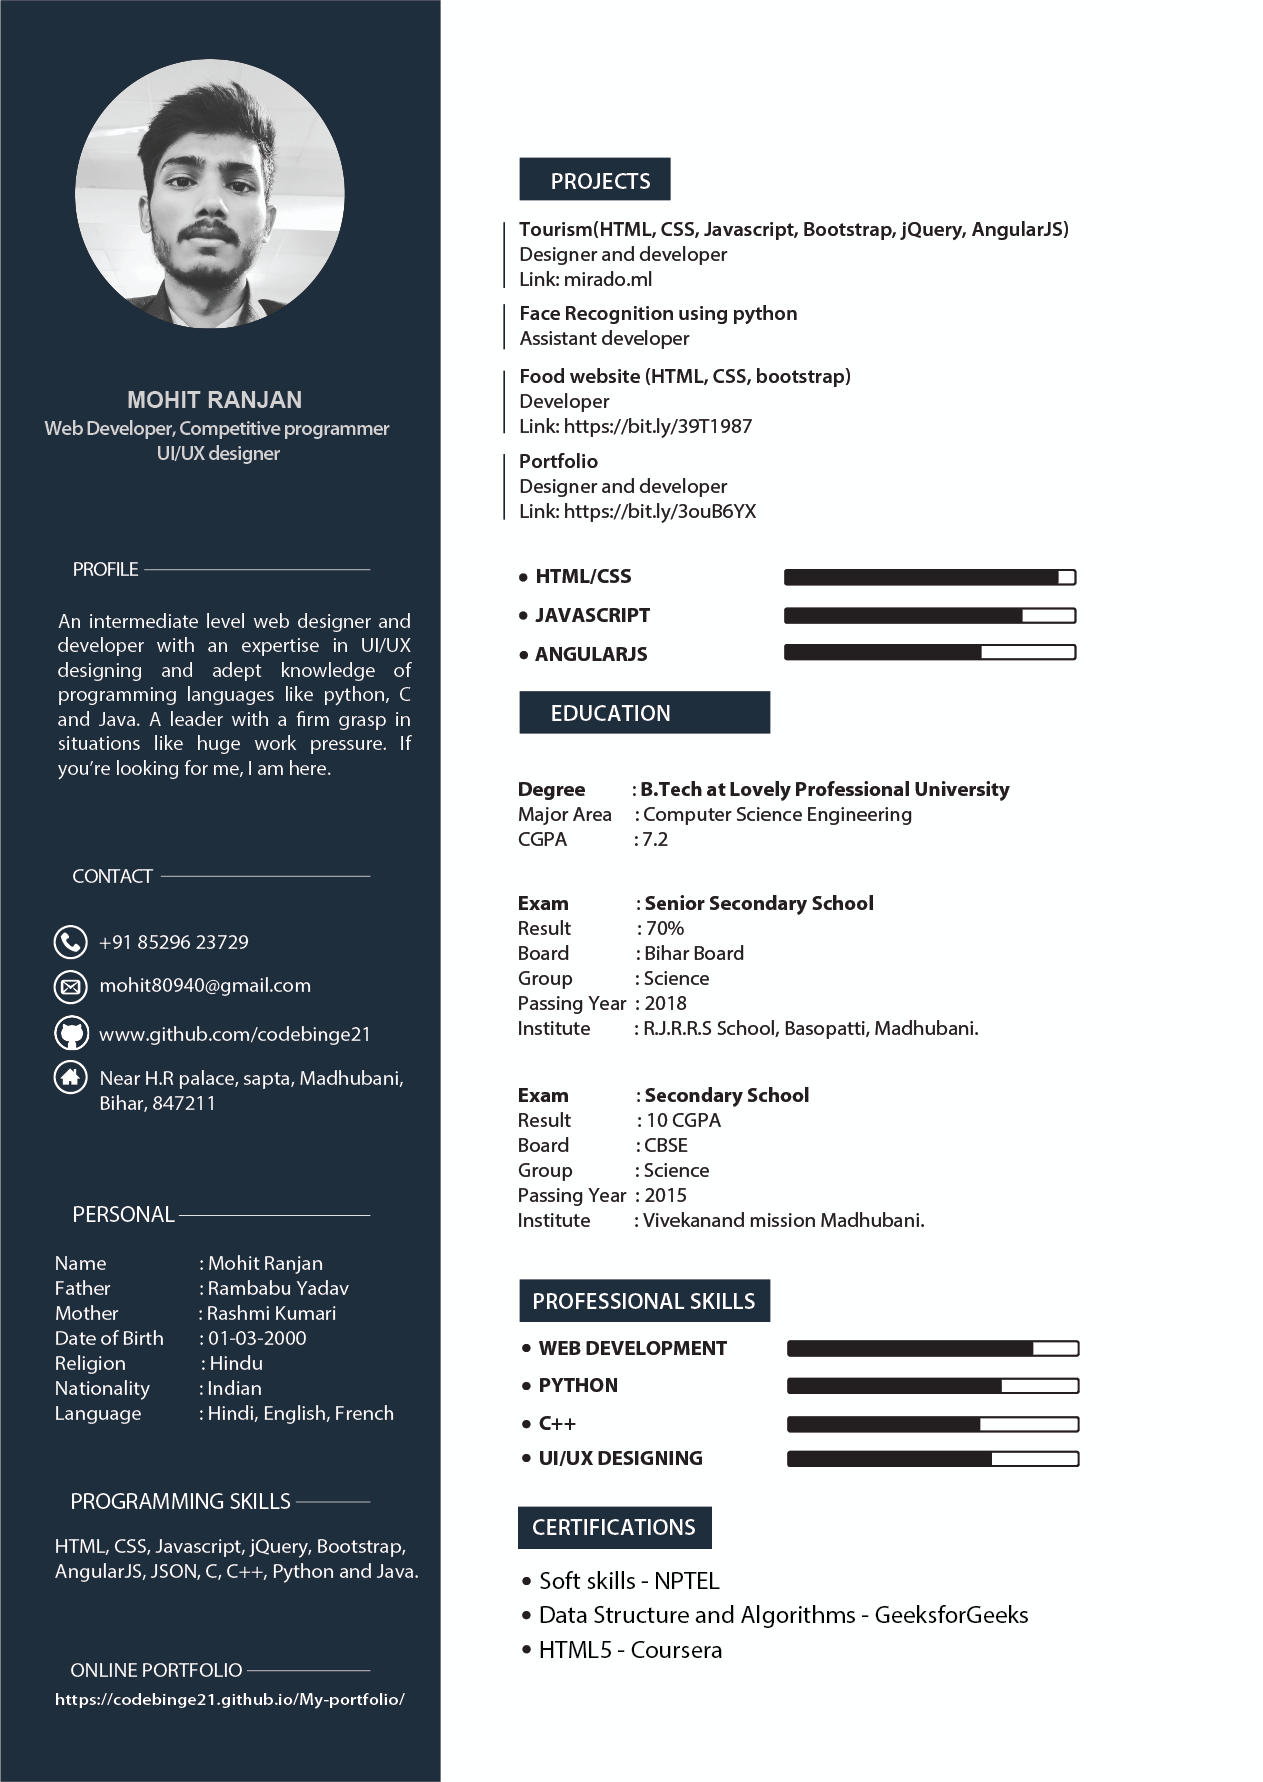 MOHIT RANJAN
Web Developer, Competitive programmer
UI/UX designer
PROFILE
An intermediate level web designer and
developer with an expertise in UI/UX
designing and adept knowledge of
programming languages like python, C
and Java. A leader with a firm grasp in
situations like huge work pressure. If
you're looking for me, I am here.
CONTACT
+91 85296 23729
mohit80940@gmail.com
www.github.com/codebinge21
Near H.R palace, sapta, Madhubani,
Bihar, 847211
PERSONAL
Name : Mohit Ranjan
Father : Rambabu Yadav
Mother : Rashmi Kumari
Date of Birth : 01-03-2000
Religion : Hindu
Nationality : Indian
Language : Hindi, English, French
PROGRAMMING SKILLS
HTML, CSS, Javascript, jQuery, Bootstrap,
AngularJS, JSON, C, C++, Python and Java.
ONLINE PORTFOLIO
https://codebinge21.github.io/My-portfolio/
PROJECTS
Tourism(HTML, CSS, Javascript, Bootstrap, jQuery, AngularJS)
Designer and developer
Link: mirado.ml
Face Recognition using python
Assistant developer
Food website (HTML, CSS, bootstrap)
Developer
Link: https://bit.ly/39T1987
Portfolio
Designer and developer
Link: https://bit.ly/3ouB6YX
• HTML/CSS
• JAVASCRIPT
• ANGULARJS
EDUCATION
Degree : B.Tech at Lovely Professional University
Major Area : Computer Science Engineering
CGPA : 7.2
Exam : Senior Secondary School
Result : 70%
Board : Bihar Board
Group : Science
Passing Year : 2018
Institute : R.J.R.R.S School, Basopatti, Madhubani.
Exam : Secondary School
Result : 10 CGPA
Board : CBSE
Group : Science
Passing Year : 2015
Institute : Vivekanand mission Madhubani.
PROFESSIONAL SKILLS
• WEB DEVELOPMENT
• PYTHON
• C++
• UI/UX DESIGNING
CERTIFICATIONS
• Soft skills - NPTEL
• Data Structure and Algorithms - GeeksforGeeks
• HTML5 - Coursera